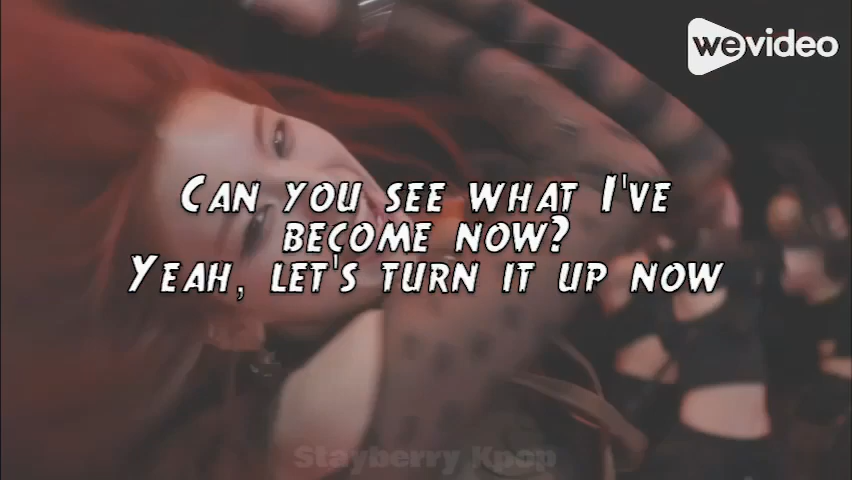 wevideo
Can you see what I've
become now?
Yeah, let's turn it up now
Stayberry Kpop